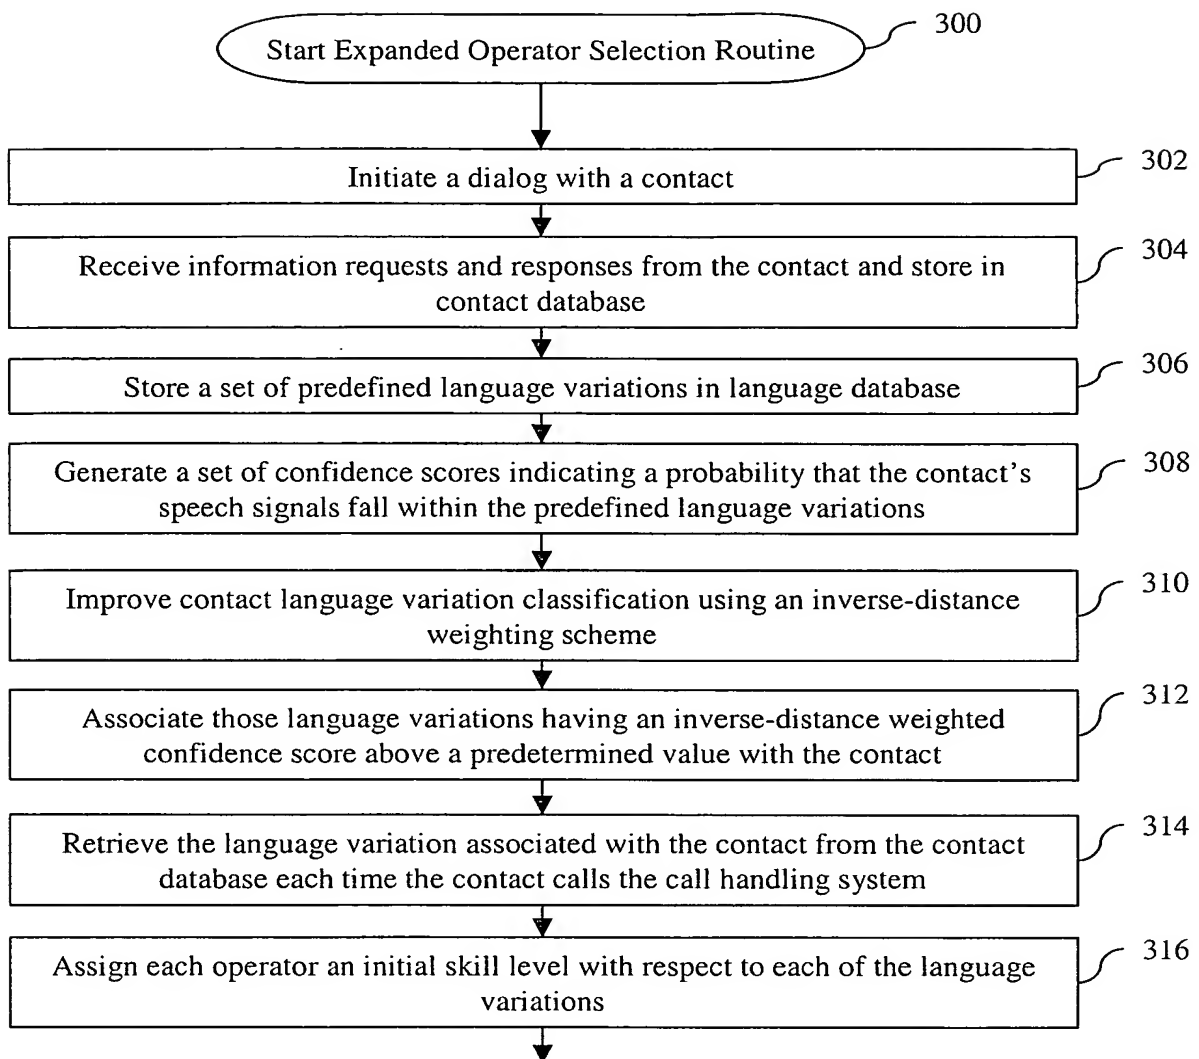 300
Start Expanded Operator Selection Routine
302
Initiate a dialog with a contact
304
Receive information requests and responses from the contact and store in
contact database
306
Store a set of predefined language variations in language database
308
Generate a set of confidence scores indicating a probability that the contact's
speech signals fall within the predefined language variations
310
Improve contact language variation classification using an inverse-distance
weighting scheme
312
Associate those language variations having an inverse-distance weighted
confidence score above a predetermined value with the contact
314
Retrieve the language variation associated with the contact from the contact
database each time the contact calls the call handling system
316
Assign each operator an initial skill level with respect to each of the language
variations